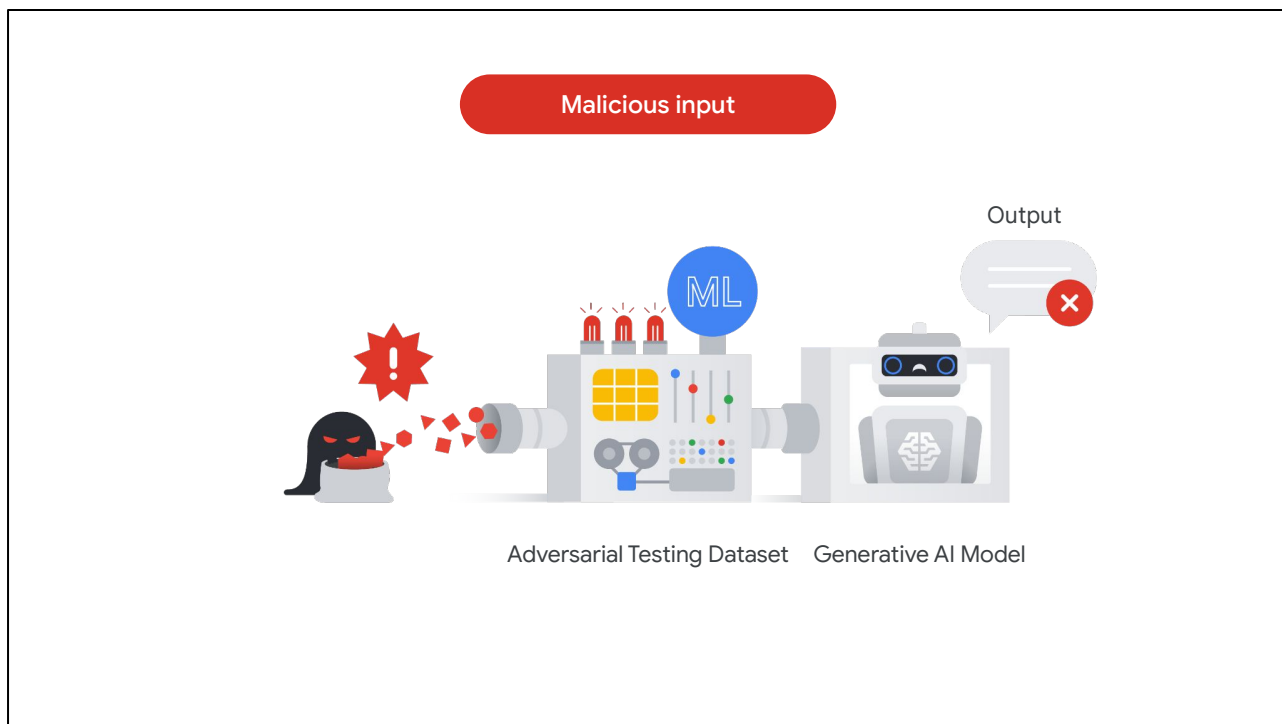 Malicious input
Output
ML
Adversarial Testing Dataset
Generative AI Model